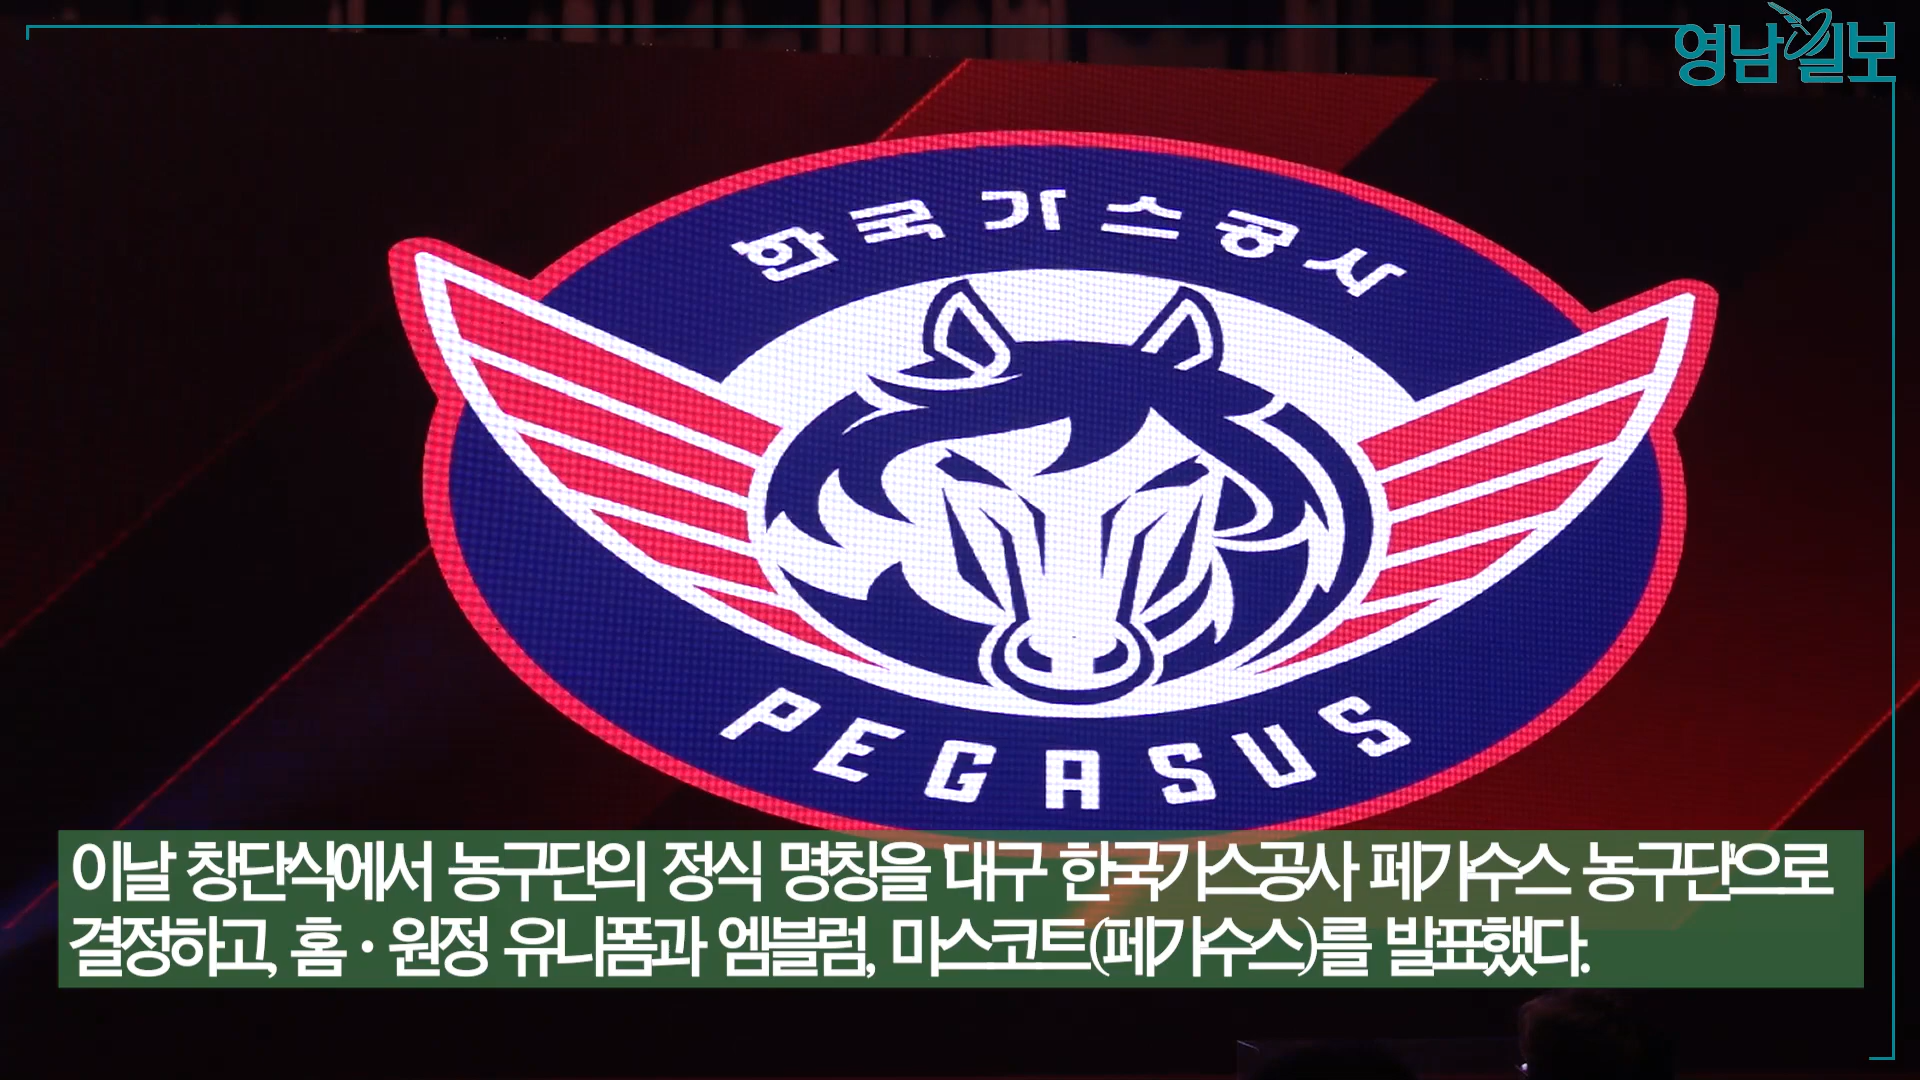 영남일보
한국가스공사
PEGASUS
이날 창단식에서 농구단의 정식 명칭을 '대구 한국가스공사 페가수스 농구단'으로
결정하고, 홈·원정 유니폼과 엠블럼, 마스코트(페가수스)를 발표했다.